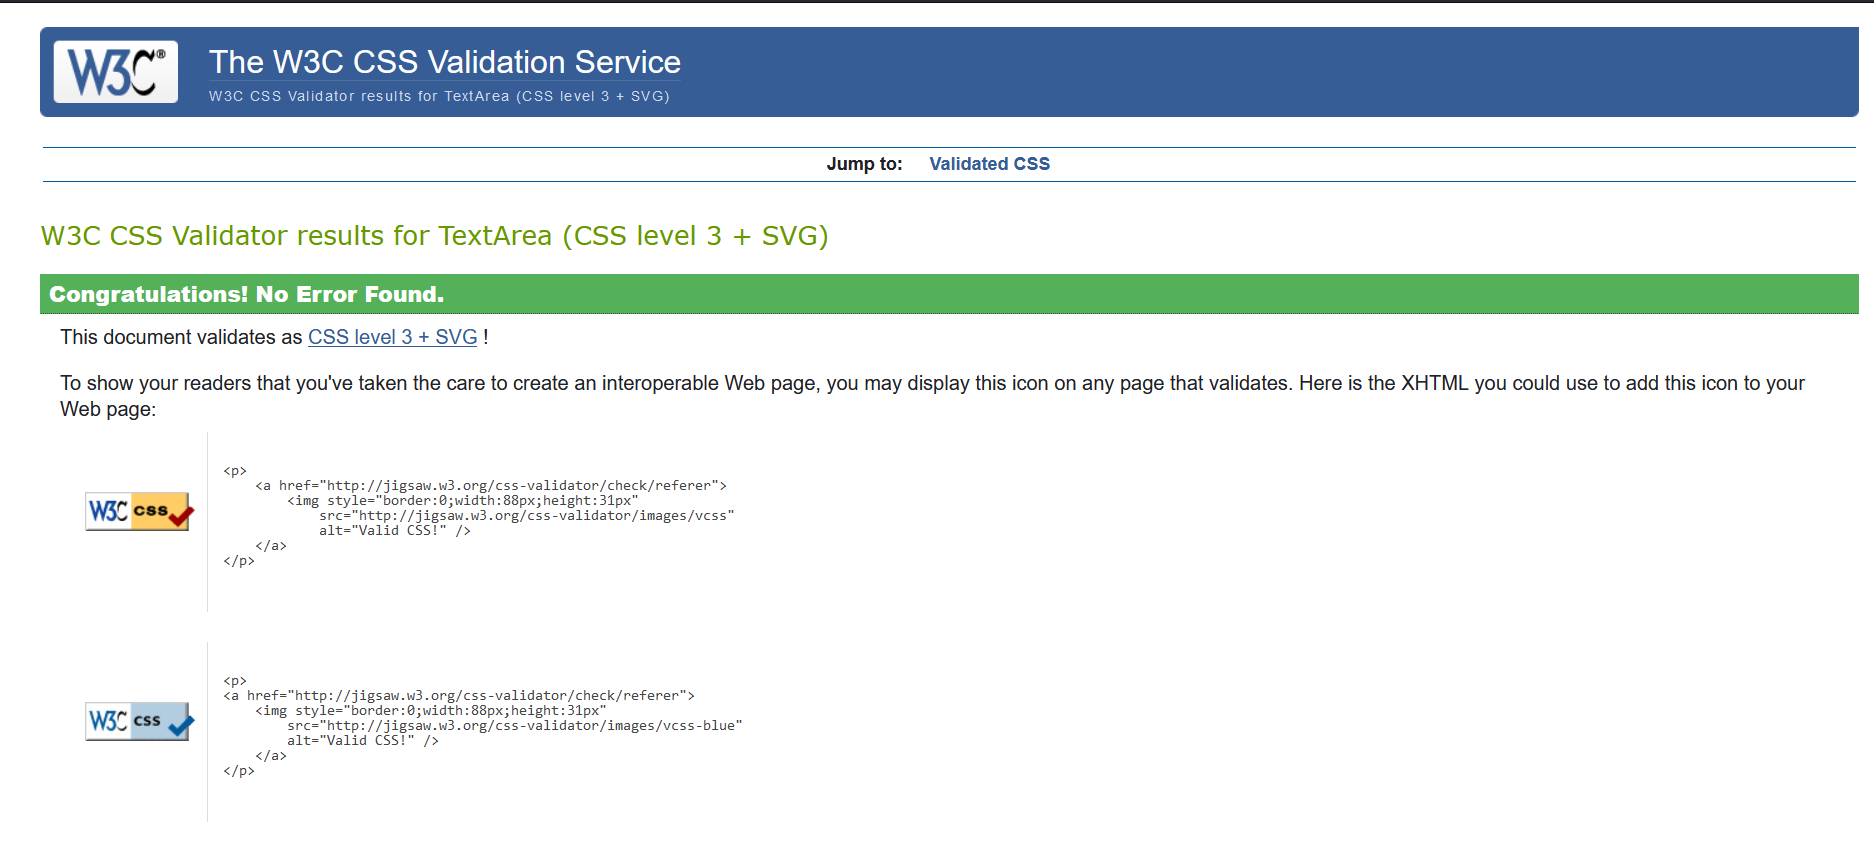 W3C®
The W3C CSS Validation Service
W3C CSS Validator results for TextArea (CSS level 3 + SVG)
Jump to: Validated CSS
W3C CSS Validator results for TextArea (CSS level 3 + SVG)
Congratulations! No Error Found.
This document validates as CSS level 3 + SVG !
To show your readers that you've taken the care to create an interoperable Web page, you may display this icon on any page that validates. Here is the XHTML you could use to add this icon to your
Web page:
W3C css
<p>
    <a href="http://jigsaw.w3.org/css-validator/check/referer">
        <img style="border:0;width:88px;height:31px"
            src="http://jigsaw.w3.org/css-validator/images/vcss"
            alt="Valid CSS!" />
    </a>
</p>
W3C css
<p>
<a href="http://jigsaw.w3.org/css-validator/check/referer">
    <img style="border:0;width:88px;height:31px"
        src="http://jigsaw.w3.org/css-validator/images/vcss-blue"
        alt="Valid CSS!" />
    </a>
</p>